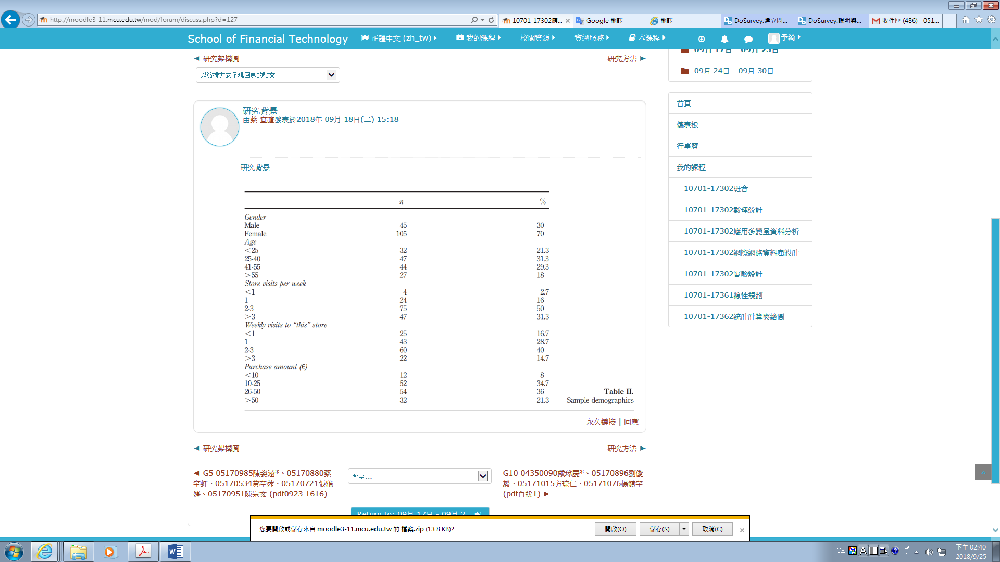 http://moodle3-11.mcu.edu.tw/mod/forum/discuss.php?d=127
10701-17302應...
Google 翻譯
翻譯
DoSurvey:建立問...
DoSurvey:說明與...
收件匣 (486) - 051...
School of Financial Technology
正體中文 (zh_tw)
我的課程
校園資源
資網服務
本課程
予綺
◄ 研究架構圖
研究方法 ►
以縮排方式呈現回應的貼文
研究背景
由蔡 宜誼發表於2018年 09月 18日(二) 15:18
研究背景
n %
Gender
Male 45 30
Female 105 70
Age
<25 32 21.3
25-40 47 31.3
41-55 44 29.3
>55 27 18
Store visits per week
<1 4 2.7
1 24 16
2-3 75 50
>3 47 31.3
Weekly visits to “this” store
<1 25 16.7
1 43 28.7
2-3 60 40
>3 22 14.7
Purchase amount (€)
<10 12 8
10-25 52 34.7
26-50 54 36
>50 32 21.3
Table II.
Sample demographics
永久鏈接 | 回應
◄ 研究架構圖
研究方法 ►
◄ G5 05170985陳姿涵*、05170880蔡
宇虹、05170534黃亭蓉、05170721張雅
婷、05170951陳宗玄 (pdf0923 1616)
跳至...
G10 04350090戴瑋慶*、05170896劉俊
毅、05171015方琮仁、05171076楊鎮宇
(pdf自找1) ►
Return to: 09月 17日 - 09月 2...
09月 17日 - 09月 23日
09月 24日 - 09月 30日
首頁
儀表板
行事曆
我的課程
10701-17302班會
10701-17302數理統計
10701-17302應用多變量資料分析
10701-17302網際網路資料庫設計
10701-17302實驗設計
10701-17361線性規劃
10701-17362統計計算與繪圖
您要開啟或儲存來自 moodle3-11.mcu.edu.tw 的 檔案.zip (13.8 KB)?
開啟(O)
儲存(S)
取消(C)
CH
A
下午 02:40
2018/9/25